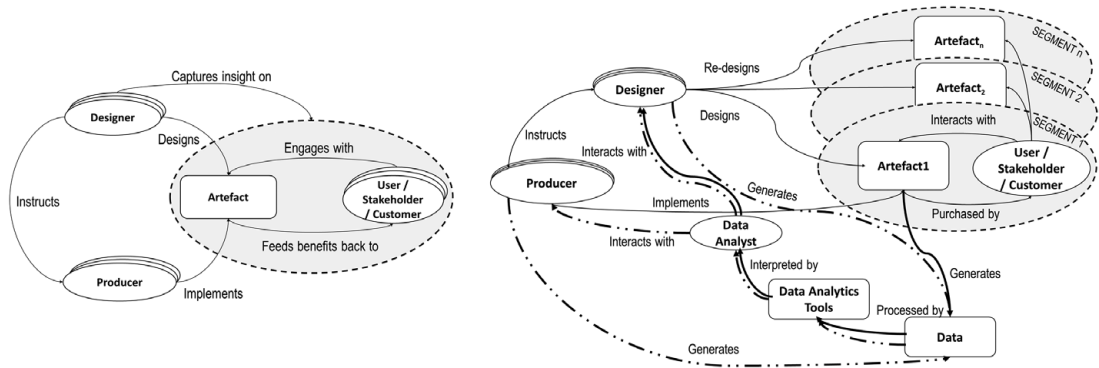 Captures insight on
Designer
Designs
Engages with
Instructs
Artefact
User /
Stakeholder
/ Customer
Feeds benefits back to
Producer
Implements
Artefactn
SEGMENT n
Re-designs
Designer
Artefact2
SEGMENT 2
Designs
Interacts with
SEGMENT 1
Instructs
Interacts with
Artefact1
User /
Stakeholder
/ Customer
Producer
Generates
Implements
Purchased by
Data
Analyst
Interacts with
Interpreted by
Generates
Data Analytics
Tools
Processed by
Data
Generates